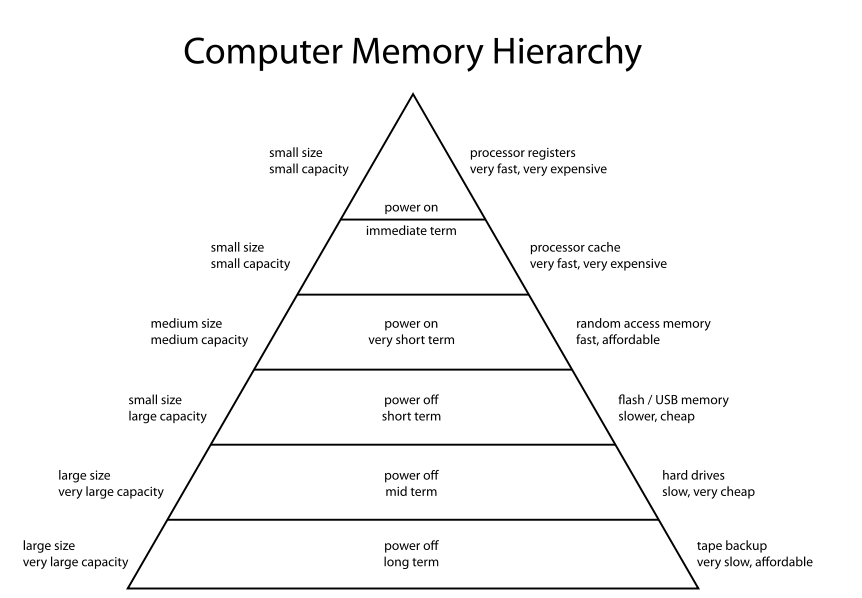 Computer Memory Hierarchy
small size
small capacity
processor registers
very fast, very expensive
power on
immediate term
small size
small capacity
processor cache
very fast, very expensive
medium size
medium capacity
power on
very short term
random access memory
fast, affordable
small size
large capacity
power off
short term
flash / USB memory
slower, cheap
large size
very large capacity
power off
mid term
hard drives
slow, very cheap
large size
very large capacity
power off
long term
tape backup
very slow, affordable